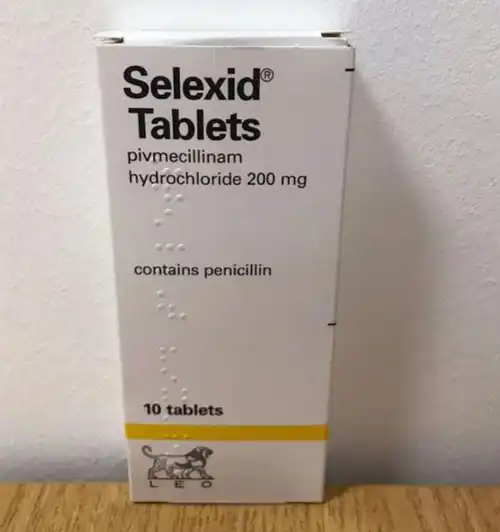 Selexid®
Tablets
pivmecillinam
hydrochloride 200 mg
contains penicillin
10 tablets
LEO